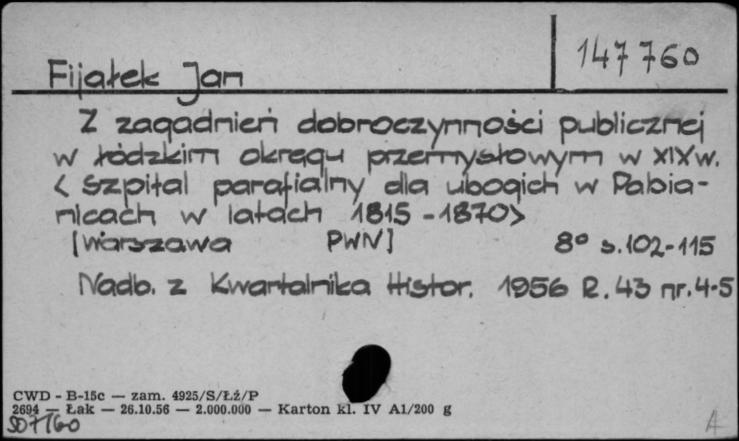 147760
Fijałek Jan
Z zagadnień dobroczynności publicznej
w łódzkim okręgu przemysłowym w XIX w.
< Szpital parafialny dla ubogich w Pabia-
nicach w latach 1815-1870>
[Warszawa PWN] 8° s. 102-115
Nadb. z Kwartalnika Histor. 1956 R. 43 nr. 4-5
CWD - B-15c — zam. 4925/S/Łź/P
2694 — Łak — 26.10.56 — 2.000.000 — Karton kl. IV A1/200 g
A